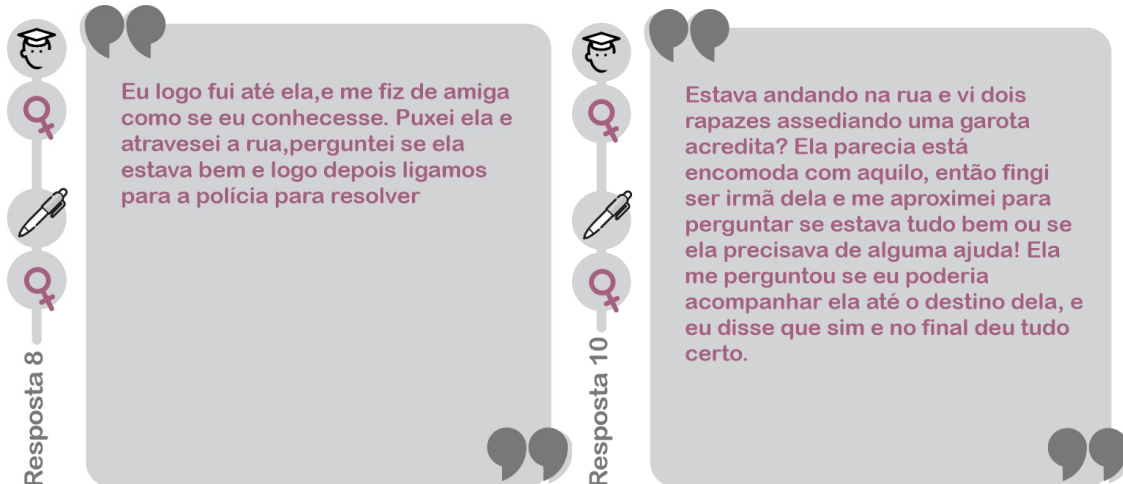 Eu logo fui até ela,e me fiz de amiga
como se eu conhecesse. Puxei ela e
atravesei a rua,perguntei se ela
estava bem e logo depois ligamos
para a polícia para resolver
Resposta 8
Estava andando na rua e vi dois
rapazes assediando uma garota
acredita? Ela parecia está
encomoda com aquilo, então fingi
ser irmã dela e me aproximei para
perguntar se estava tudo bem ou se
ela precisava de alguma ajuda! Ela
me perguntou se eu poderia
acompanhar ela até o destino dela, e
eu disse que sim e no final deu tudo
certo.
Resposta 10